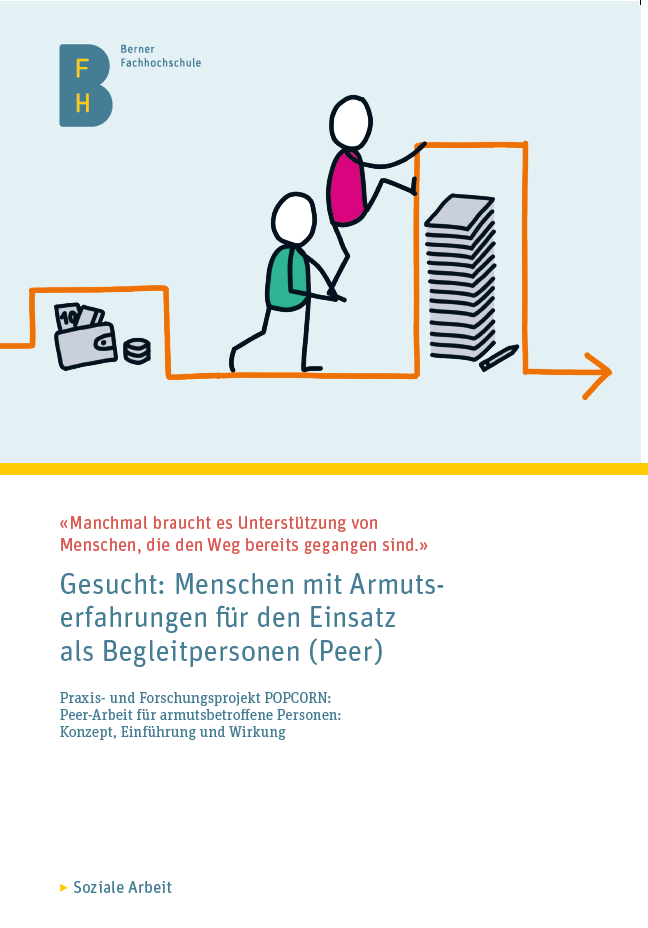 F
H
Berner
Fachhochschule
10
«Manchmal braucht es Unterstützung von
Menschen, die den Weg bereits gegangen sind.»
Gesucht: Menschen mit Armuts-
erfahrungen für den Einsatz
als Begleitpersonen (Peer)
Praxis- und Forschungsprojekt POPCORN:
Peer-Arbeit für armutsbetroffene Personen:
Konzept, Einführung und Wirkung
▸ Soziale Arbeit